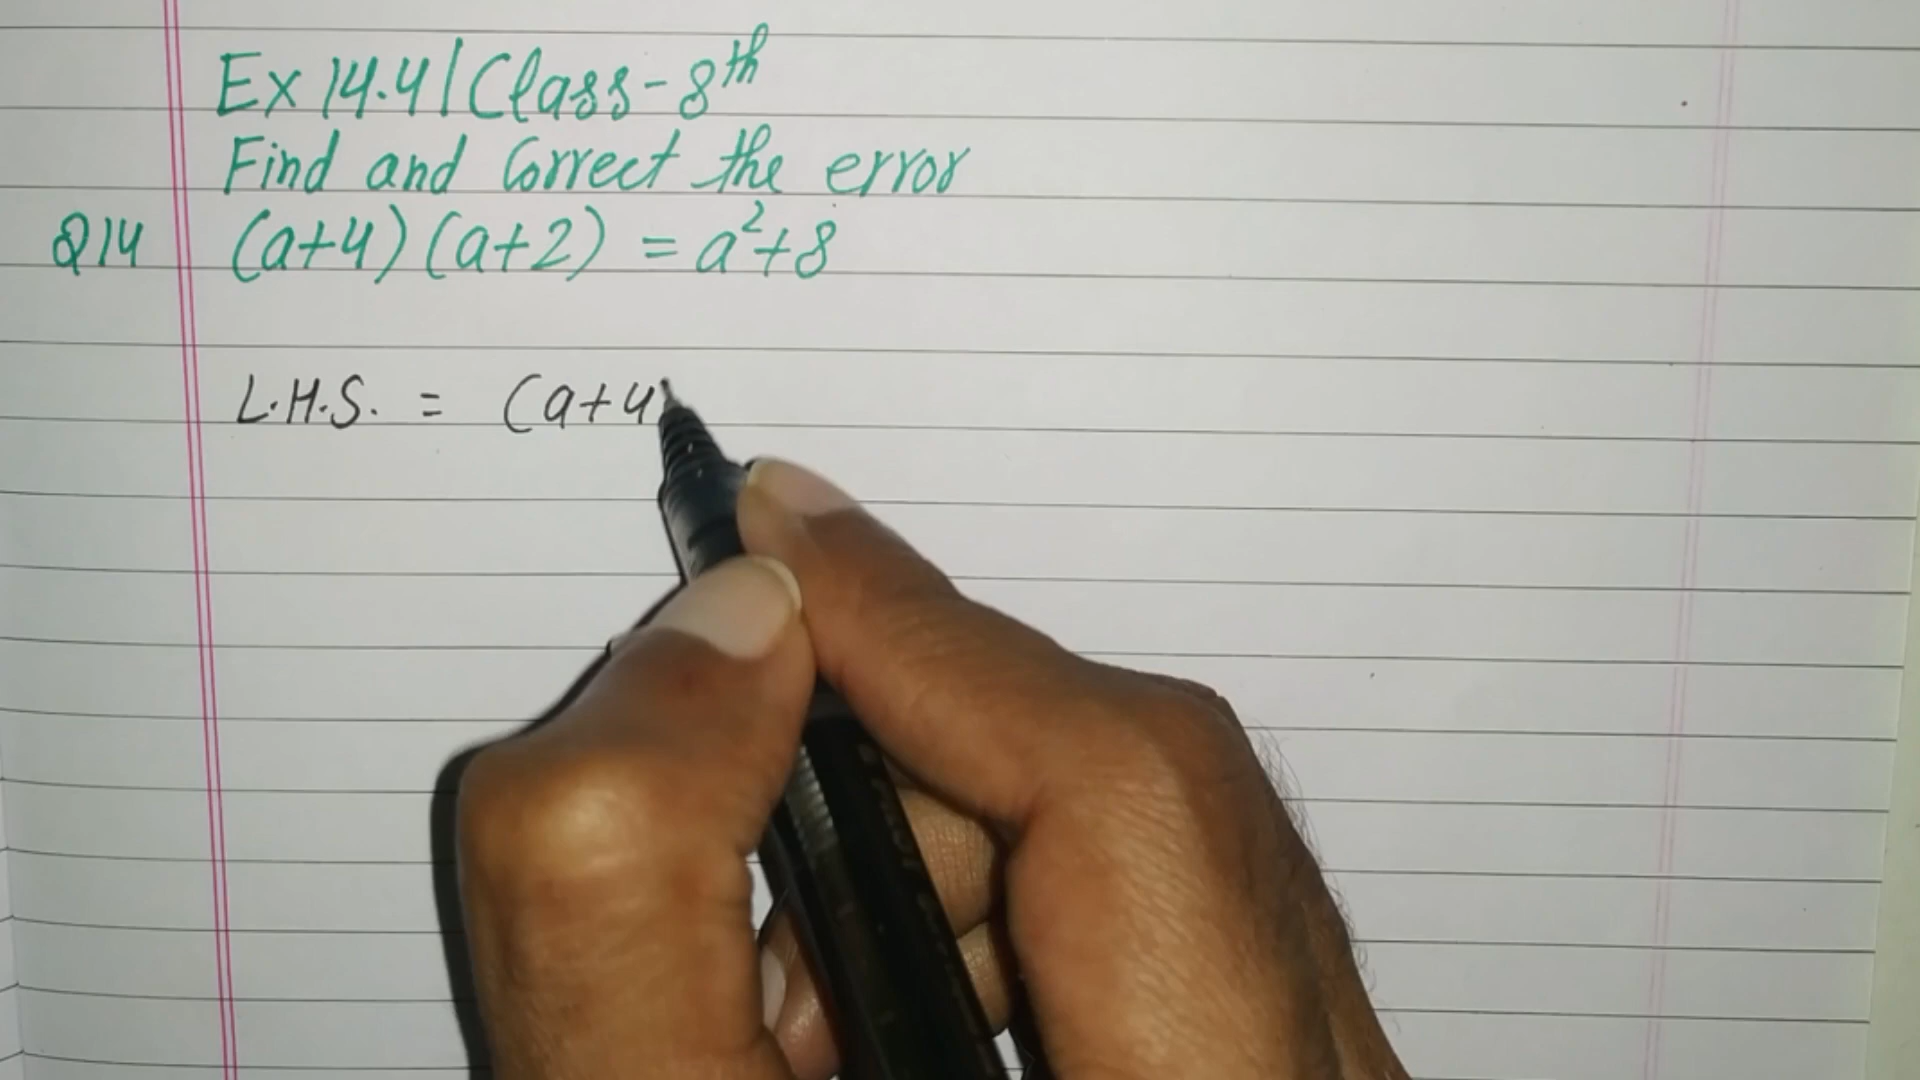 Ex 14.4 | Class - 8th
Find and Correct the error
Q14 (a+4) (a+2) = a²+8
L.H.S. = (a+4